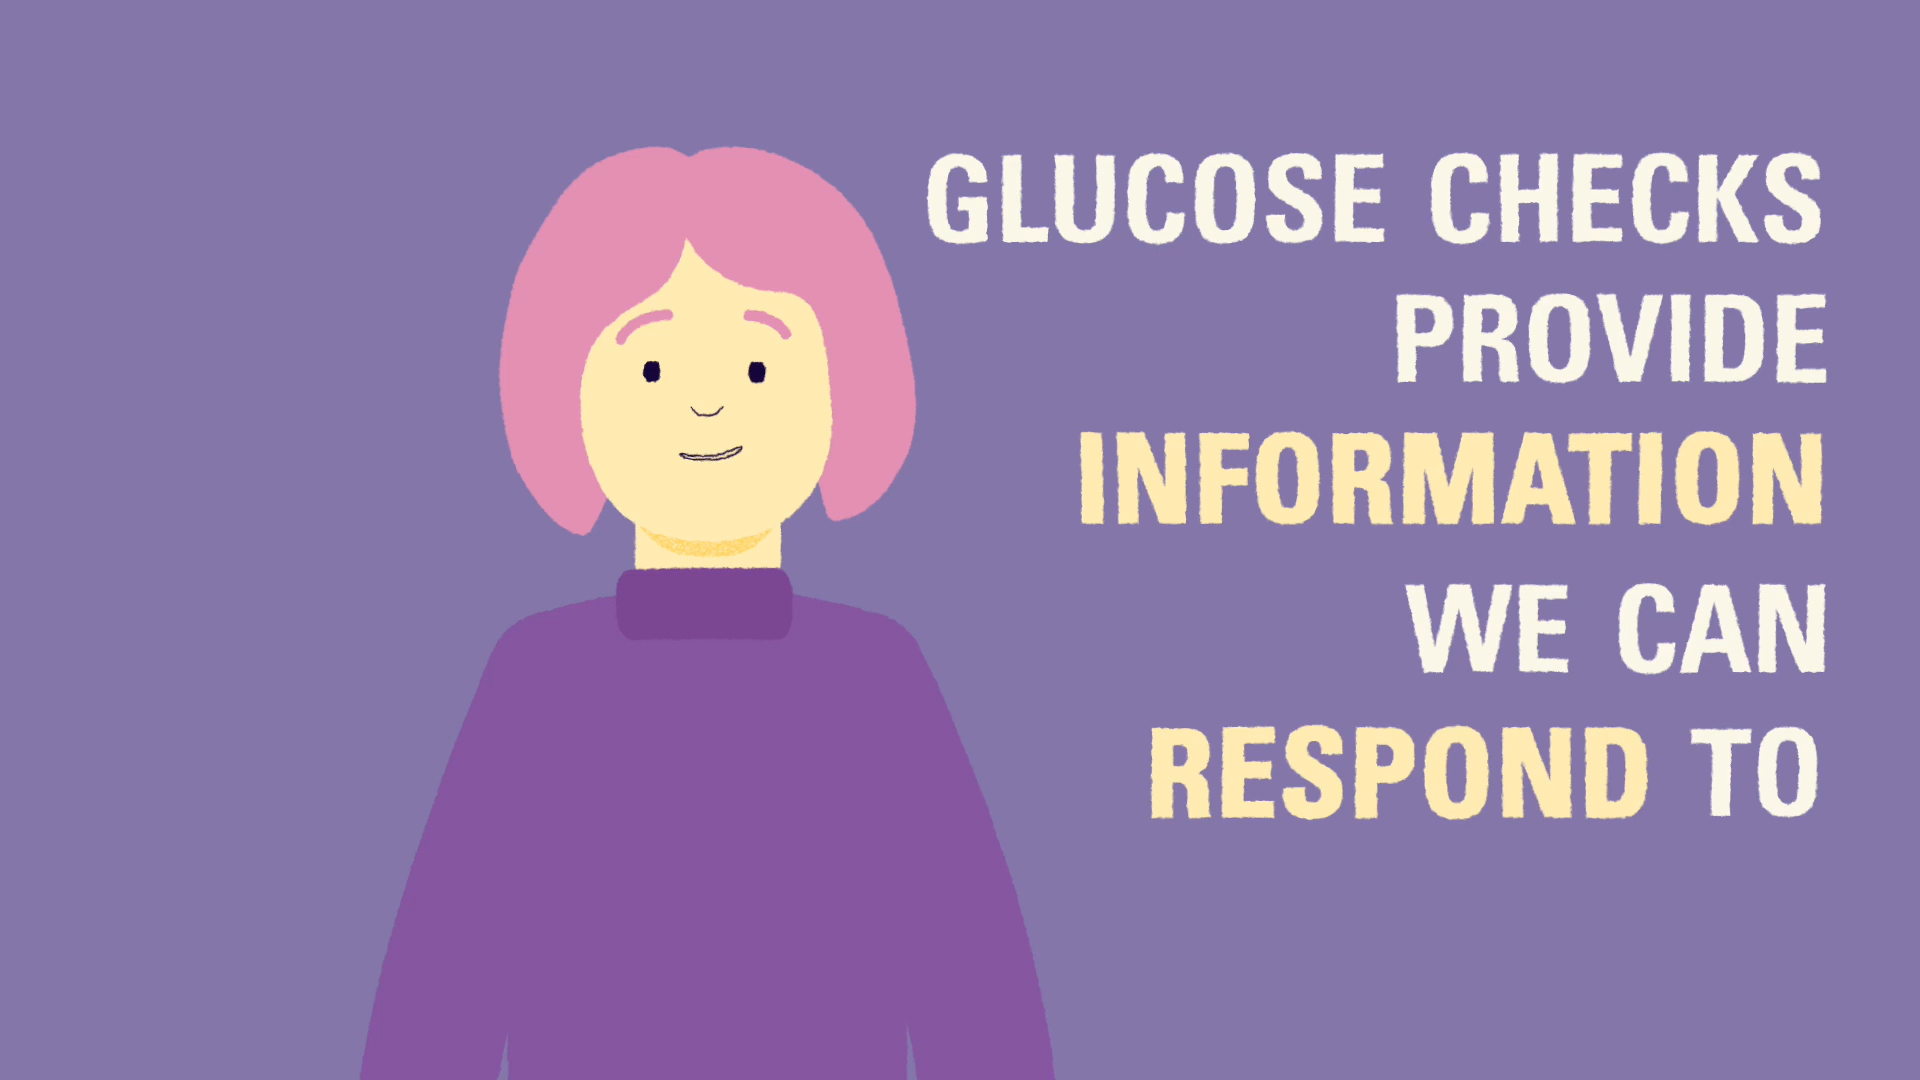 GLUCOSE CHECKS
PROVIDE
INFORMATION
WE CAN
RESPOND TO